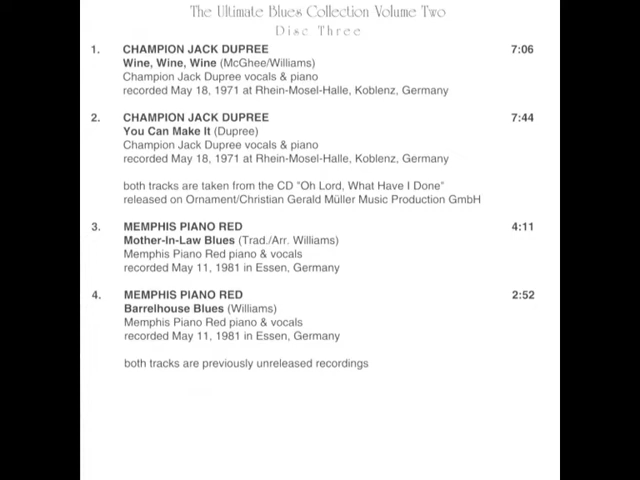 The Ultimate Blues Collection Volume Two
Disc Three
1. CHAMPION JACK DUPREE 7:06
Wine, Wine, Wine (McGhee/Williams)
Champion Jack Dupree vocals & piano
recorded May 18, 1971 at Rhein-Mosel-Halle, Koblenz, Germany
2. CHAMPION JACK DUPREE 7:44
You Can Make It (Dupree)
Champion Jack Dupree vocals & piano
recorded May 18, 1971 at Rhein-Mosel-Halle, Koblenz, Germany
both tracks are taken from the CD "Oh Lord, What Have I Done"
released on Ornament/Christian Gerald Müller Music Production GmbH
3. MEMPHIS PIANO RED 4:11
Mother-In-Law Blues (Trad./Arr. Williams)
Memphis Piano Red piano & vocals
recorded May 11, 1981 in Essen, Germany
4. MEMPHIS PIANO RED 2:52
Barrelhouse Blues (Williams)
Memphis Piano Red piano & vocals
recorded May 11, 1981 in Essen, Germany
both tracks are previously unreleased recordings